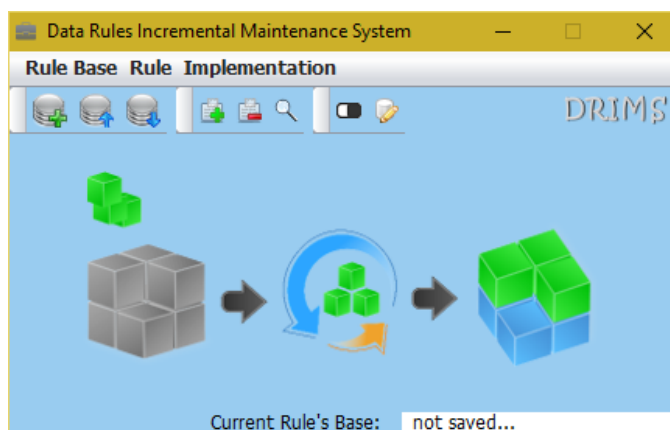 Data Rules Incremental Maintenance System
Rule Base Rule Implementation
DRIMS
Current Rule's Base: not saved...